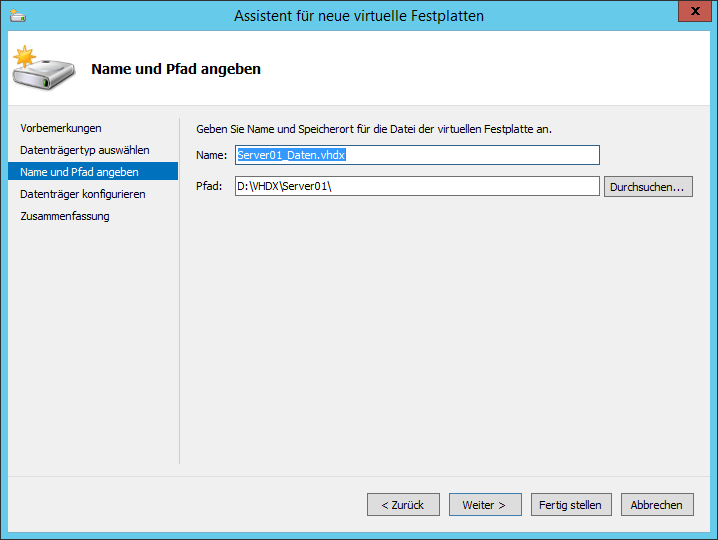 Assistent für neue virtuelle Festplatten
x
Name und Pfad angeben
Vorbemerkungen
Datenträgertyp auswählen
Name und Pfad angeben
Datenträger konfigurieren
Zusammenfassung
Geben Sie Name und Speicherort für die Datei der virtuellen Festplatte an.
Name: Server01_Daten.vhdx
Pfad: D:\VHDX\Server01\ Durchsuchen...
< Zurück Weiter > Fertig stellen Abbrechen